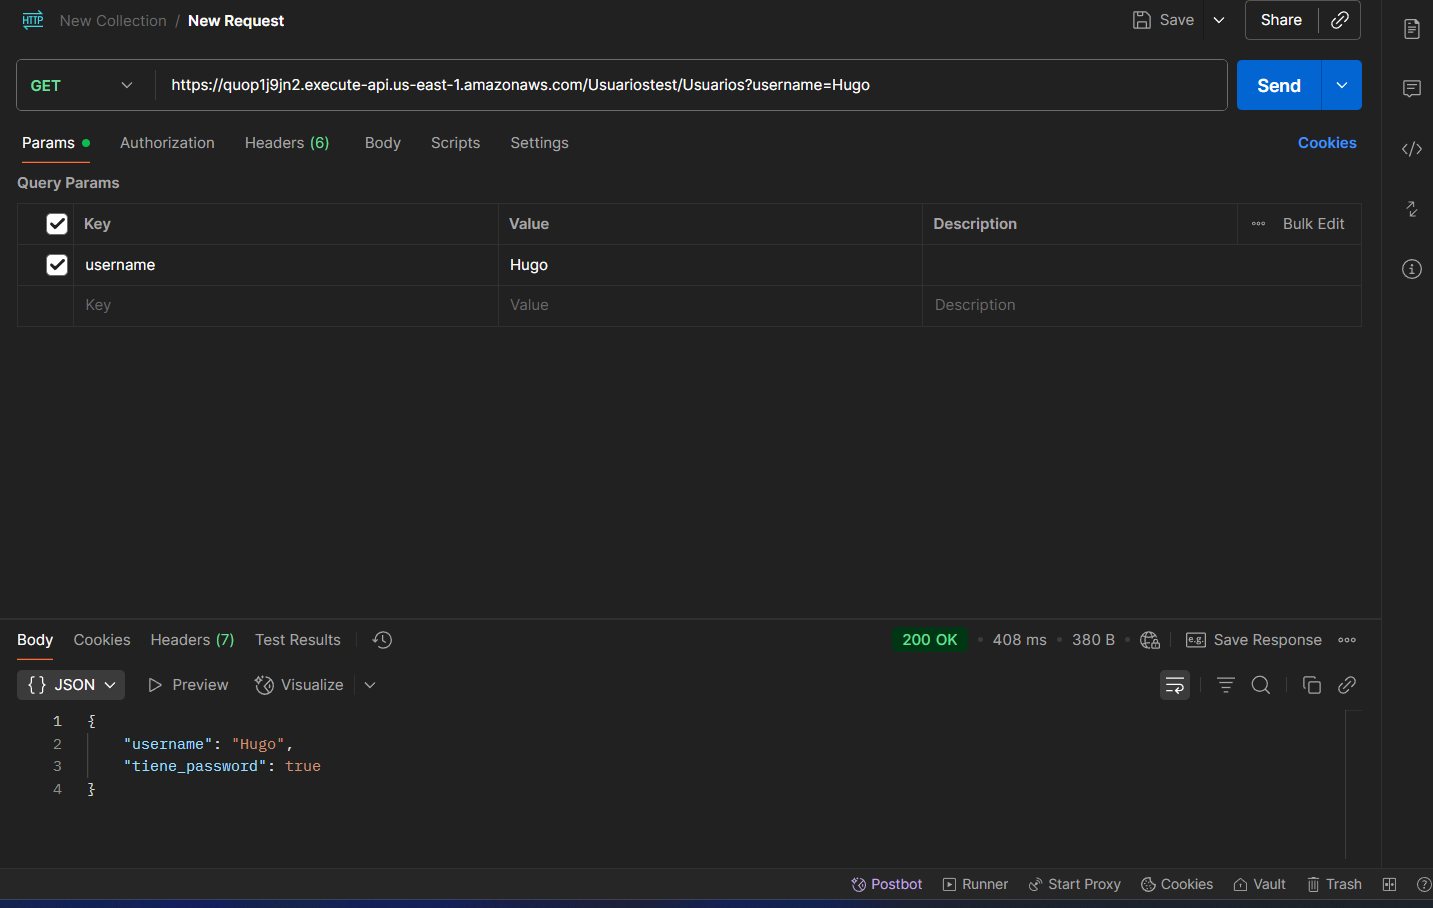 HTTP New Collection / New Request Save Share
GET https://quop1j9jn2.execute-api.us-east-1.amazonaws.com/Usuariostest/Usuarios?username=Hugo Send
Params Authorization Headers (6) Body Scripts Settings Cookies
Query Params
Key Value Description Bulk Edit
username Hugo
Key Value Description
Body Cookies Headers (7) Test Results 200 OK • 408 ms • 380 B • e.g. Save Response
{} JSON Preview Visualize
1 {
2 "username": "Hugo",
3 "tiene_password": true
4 }
Postbot Runner Start Proxy Cookies Vault Trash